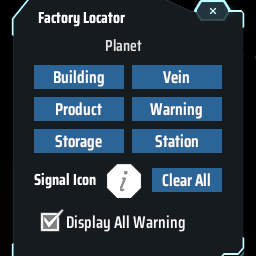 Factory Locator
Planet
Building Vein
Product Warning
Storage Station
Signal Icon i Clear All
Display All Warning